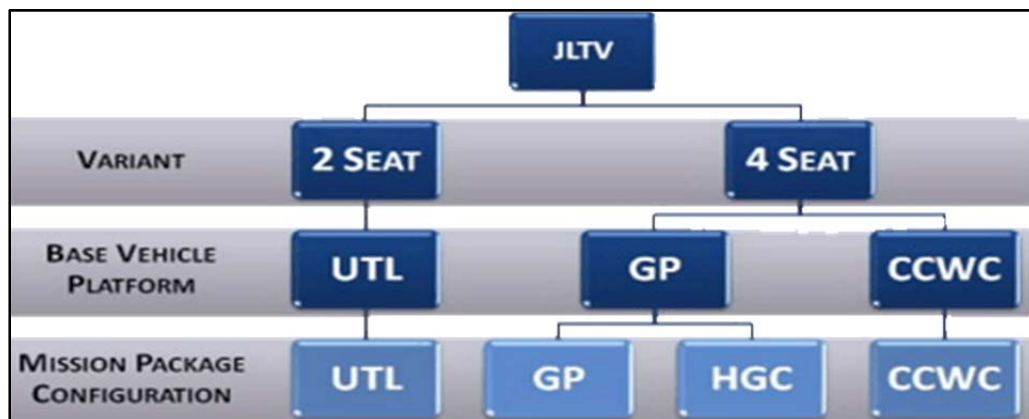 JLTV
VARIANT
2 SEAT
4 SEAT
BASE VEHICLE
PLATFORM
UTL
GP
CCWC
MISSION PACKAGE
CONFIGURATION
UTL
GP
HGC
CCWC